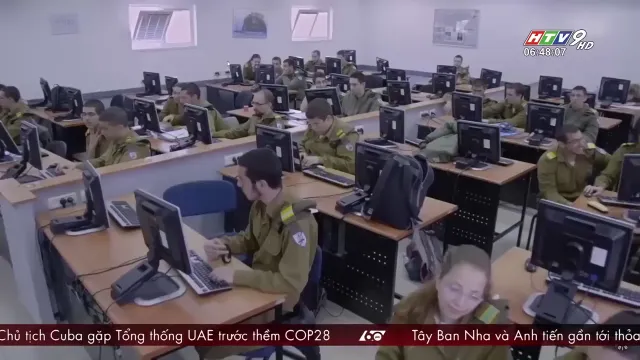 HTV9 HD
06:48:07
Chủ tịch Cuba gặp Tổng thống UAE trước thềm COP28
Tây Ban Nha và Anh tiến gần tới thỏa